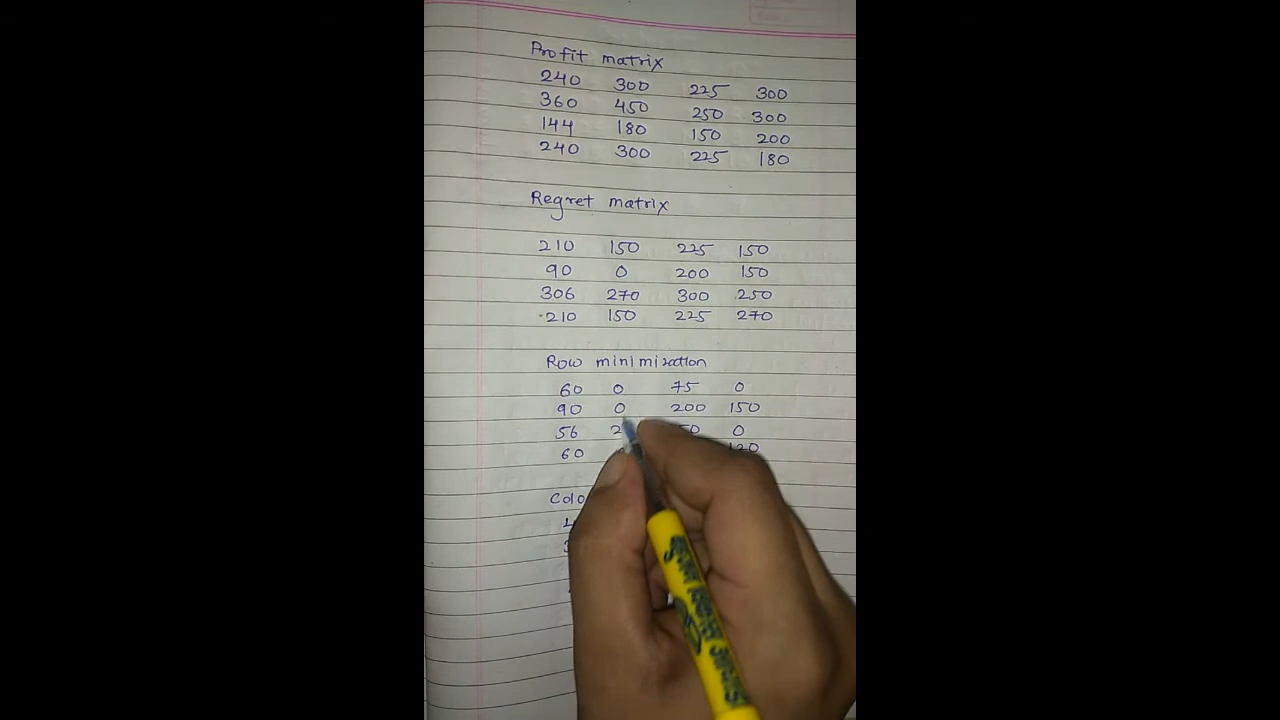 Profit matrix
240 300 225 300
360 450 250 300
144 180 150 200
240 300 225 180
Regret matrix
210 150 225 150
90 0 200 150
306 270 300 250
210 150 225 270
Row minimization
60 0 75 0
90 0 200 150
56 0
60 120
Colo